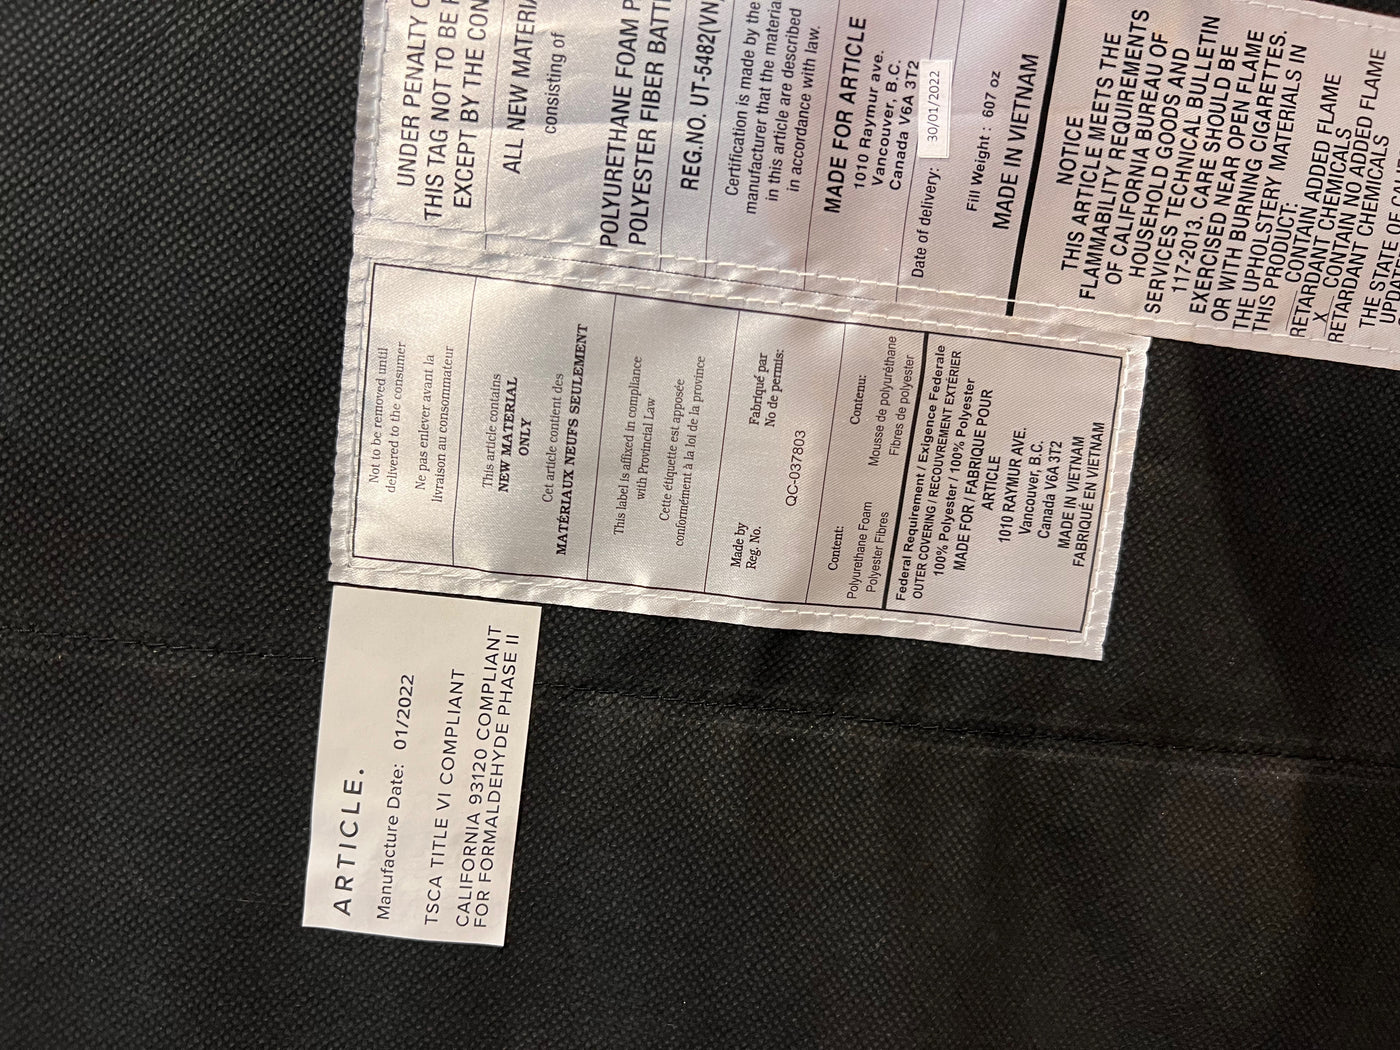 UNDER PENALTY O
THIS TAG NOT TO BE
EXCEPT BY THE CON
ALL NEW MATERIA
consisting of
POLYURETHANE FOAM P
POLYESTER FIBER BATT
REG.NO. UT-5482(VN)
Certification is made by the
manufacturer that the materia
in this article are described
in accordance with law.
MADE FOR ARTICLE
1010 Raymur ave.
Vancouver, B.C.
Canada V6A 3T2
Date of delivery: 30/01/2022
Fill Weight : 607 oz
MADE IN VIETNAM
NOTICE
THIS ARTICLE MEETS THE
FLAMMABILITY REQUIREMENTS
OF CALIFORNIA BUREAU OF
HOUSEHOLD GOODS AND
SERVICES TECHNICAL BULLETIN
117-2013. CARE SHOULD BE
EXERCISED NEAR OPEN FLAME
OR WITH BURNING CIGARETTES.
THE UPHOLSTERY MATERIALS IN
THIS PRODUCT:
CONTAIN ADDED FLAME
RETARDANT CHEMICALS
X CONTAIN NO ADDED FLAME
RETARDANT CHEMICALS
THE STATE OF
Not to be removed until
delivered to the consumer
Ne pas enlever avant la
livraison au consommateur
This article contains
NEW MATERIAL
ONLY
Cet article contient des
MATÉRIAUX NEUFS SEULEMENT
This label is affixed in compliance
with Provincial Law
Cette étiquette est apposée
conformément à la loi de la province
Made by Fabriqué par
Reg. No. No de permis:
QC-037803
Content: Contenu:
Polyurethane Foam Mousse de polyuréthane
Polyester Fibres Fibres de polyester
Federal Requirement / Exigence Federale
OUTER COVERING / RECOUVREMENT EXTÉRIER
100% Polyester / 100% Polyester
MADE FOR / FABRIQUE POUR
ARTICLE
1010 RAYMUR AVE.
Vancouver, B.C.
Canada V6A 3T2
MADE IN VIETNAM
FABRIQUÉ EN VIETNAM
ARTICLE.
Manufacture Date: 01/2022
TSCA TITLE VI COMPLIANT
CALIFORNIA 93120 COMPLIANT
FOR FORMALDEHYDE PHASE II